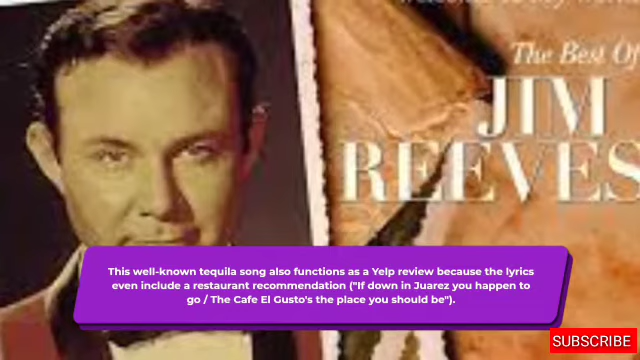 The Best Of
JIM
REEVES
This well-known tequila song also functions as a Yelp review because the lyrics
even include a restaurant recommendation ("If down in Juarez you happen to
go / The Cafe El Gusto's the place you should be").
SUBSCRIBE